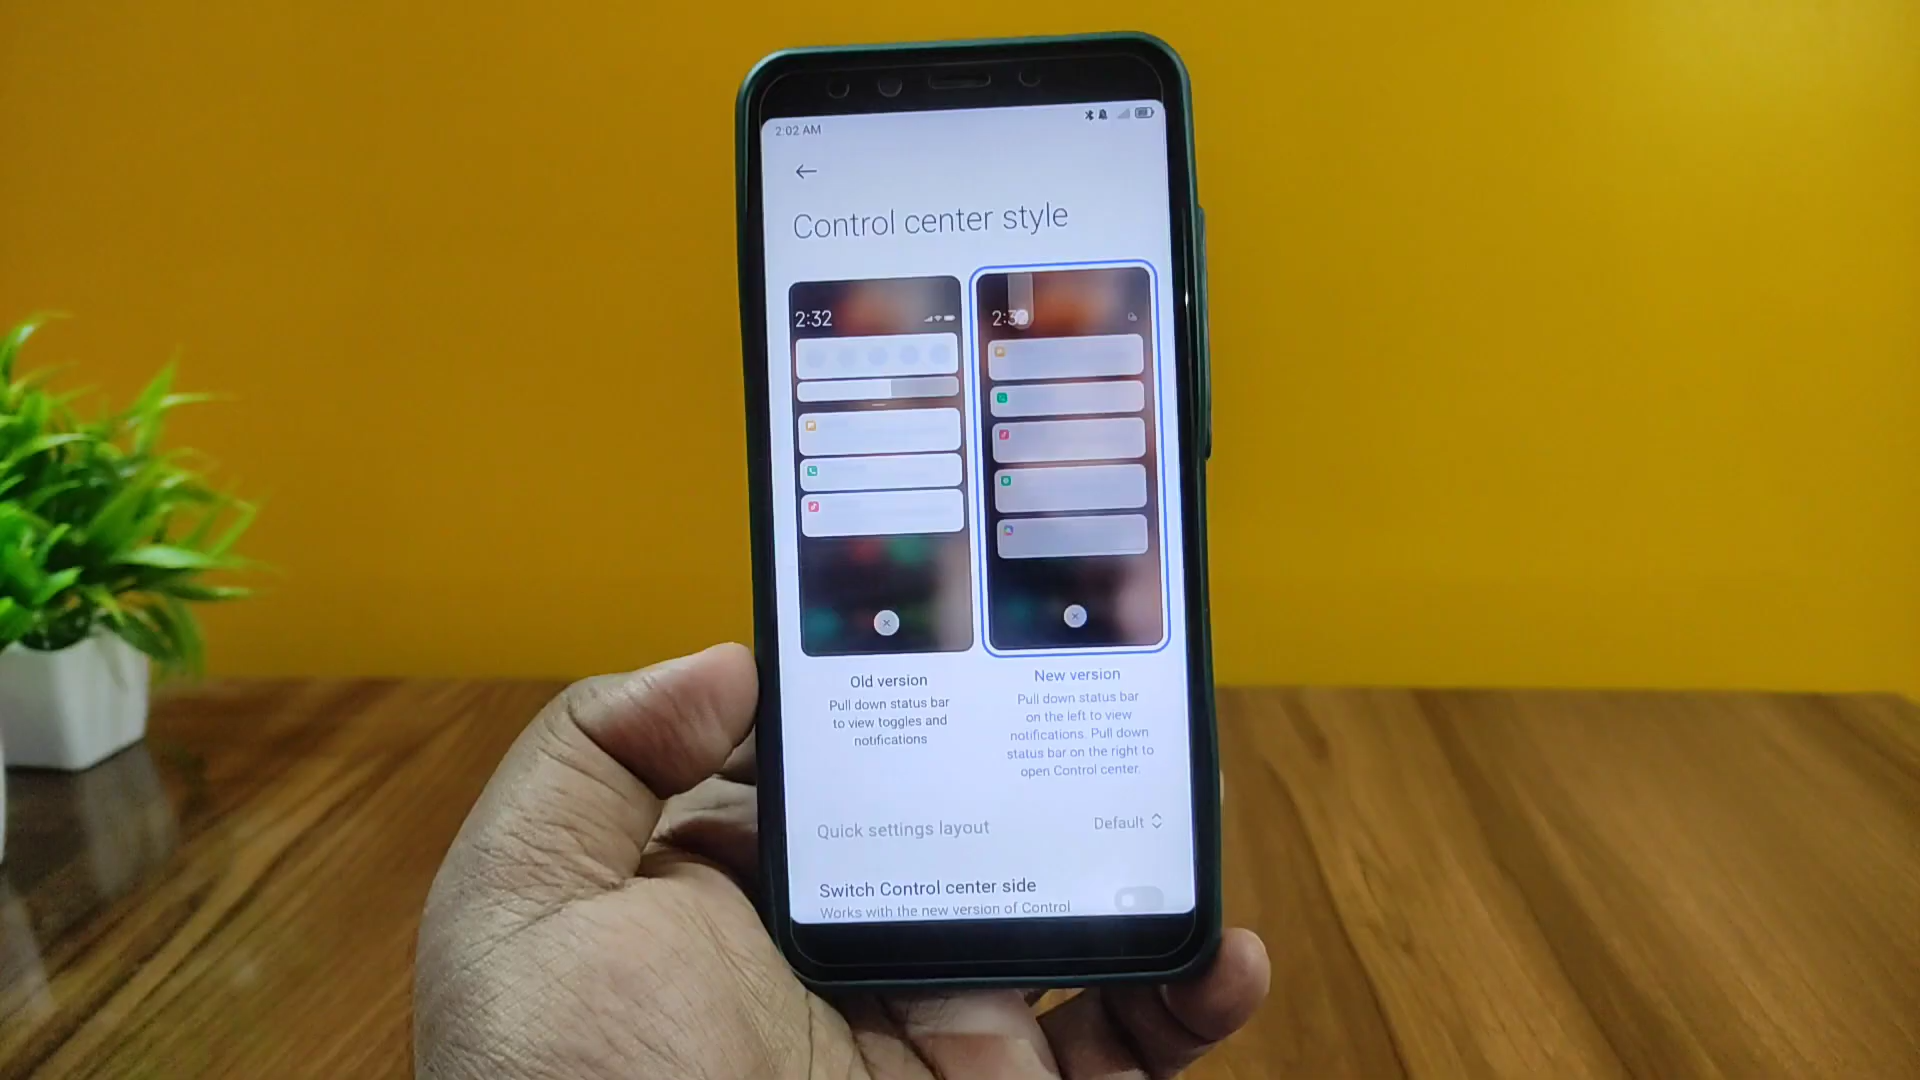 2:02 AM
Control center style
2:32
2:3
Old version
Pull down status bar
to view toggles and
notifications
New version
Pull down status bar
on the left to view
notifications. Pull down
status bar on the right to
open Control center.
Quick settings layout
Default
Switch Control center side
Works with the new version of Control